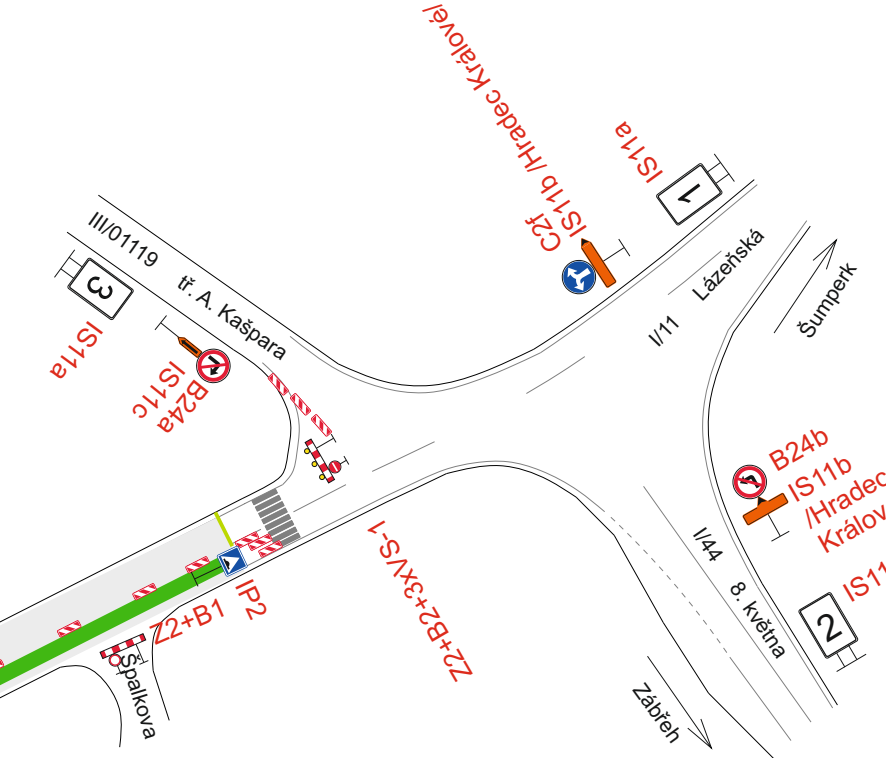 IS11b /Hradec Králové/
C2f
IS11a
1
III/01119
tř. A. Kašpara
3
IS11a
B24a
IS11c
I/11
Lázeňská
Šumperk
B24b
IS11b
/Hradec
Králov
IS11
2
I/44
8. května
Zábřeh
Z2+B2+3xV/S-1
IP2
Z2+B1
Špalkova